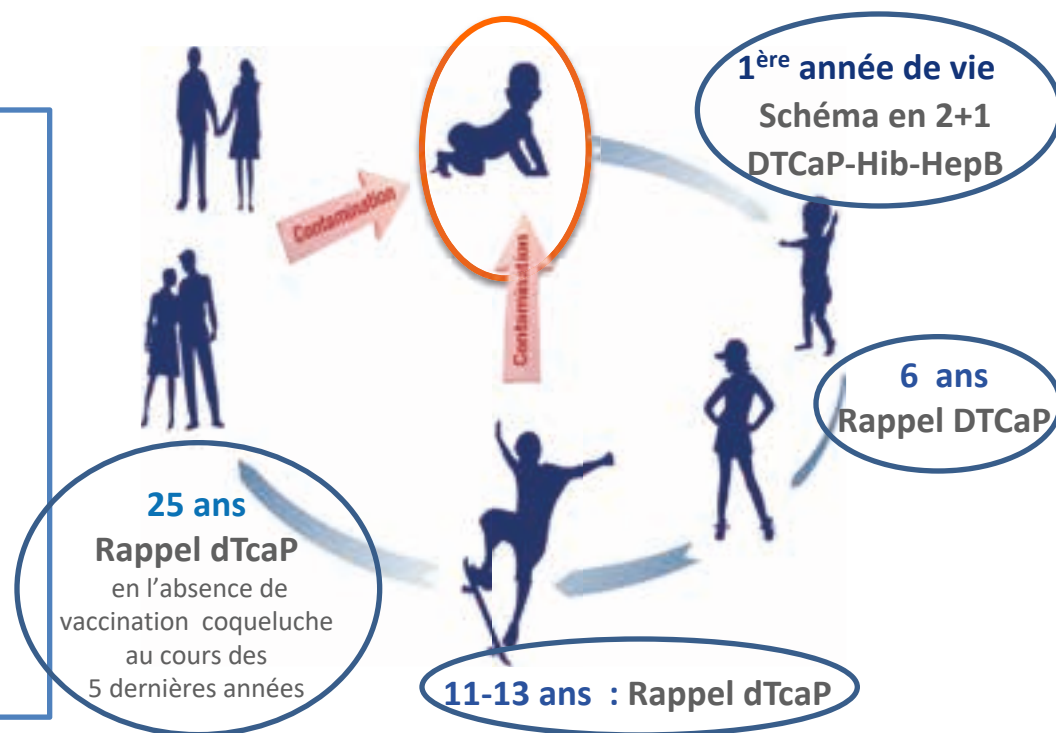 1ère année de vie
Schéma en 2+1
DTCaP-Hib-HepB
Contamination
Contamination
6 ans
Rappel DTCaP
25 ans
Rappel dTcaP
en l'absence de
vaccination coqueluche
au cours des
5 dernières années
11-13 ans : Rappel dTcaP